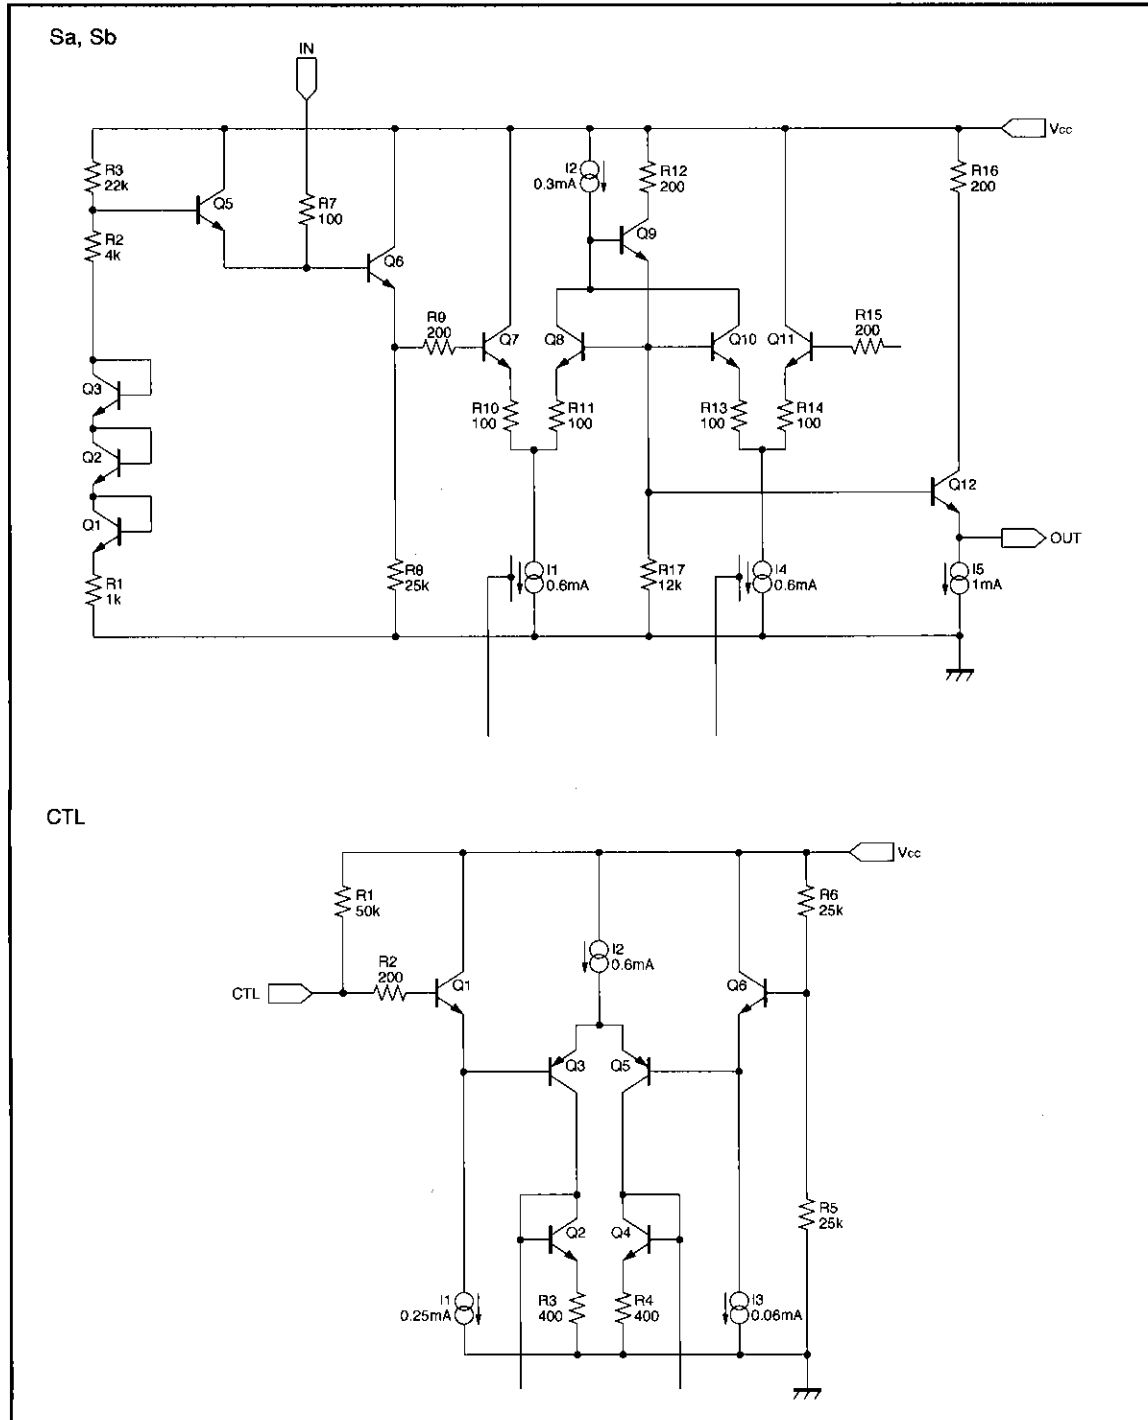 Sa, Sb
IN
Vcc
R3
22k
Q5
R7
100
I2
0.3mA
R12
200
R16
200
R2
4k
Q6
Q9
R9
200
Q7
Q8
Q10
Q11
R15
200
Q3
R10
100
R11
100
R13
100
R14
100
Q2
Q12
Q1
OUT
R1
1k
R8
25k
I1
0.6mA
R17
12k
I4
0.6mA
I5
1mA
CTL
Vcc
R1
50k
R6
25k
I2
0.6mA
R2
200
CTL
Q1
Q6
Q3
Q5
R5
25k
Q2
Q4
I1
0.25mA
R3
400
R4
400
I3
0.06mA